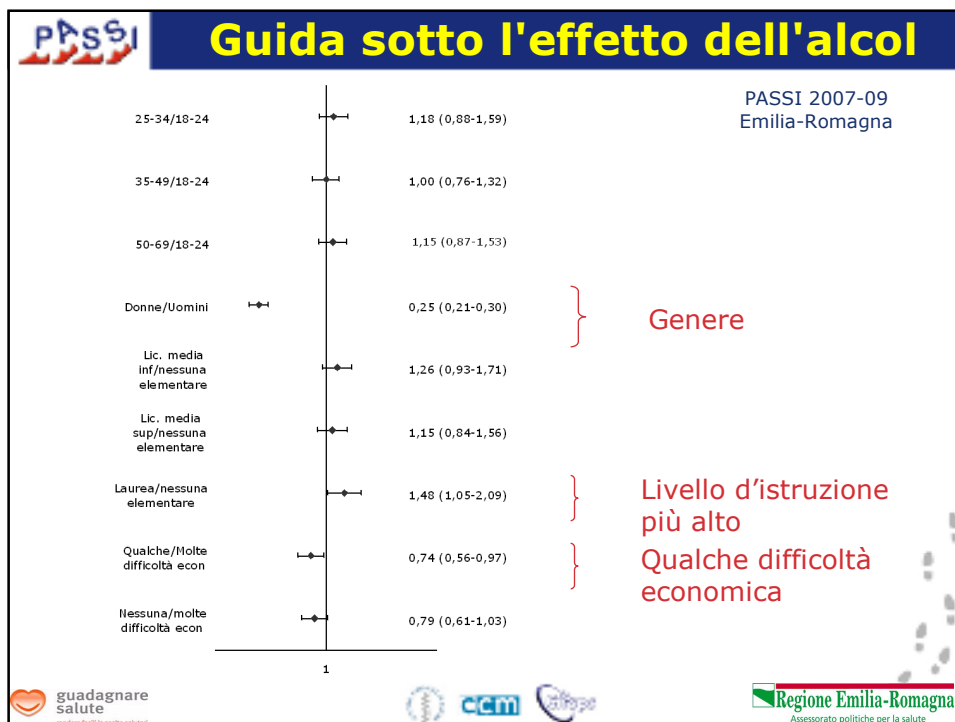 PASSI
Guida sotto l'effetto dell'alcol
PASSI 2007-09
Emilia-Romagna
25-34/18-24
1,18 (0,88-1,59)
35-49/18-24
1,00 (0,76-1,32)
50-69/18-24
1,15 (0,87-1,53)
Donne/Uomini
0,25 (0,21-0,30)
Genere
Lic. media
inf/nessuna
elementare
1,26 (0,93-1,71)
Lic. media
sup/nessuna
elementare
1,15 (0,84-1,56)
Laurea/nessuna
elementare
1,48 (1,05-2,09)
Livello d’istruzione
più alto
Qualche/Molte
difficoltà econ
0,74 (0,56-0,97)
Qualche difficoltà
economica
Nessuna/molte
difficoltà econ
0,79 (0,61-1,03)
1
guadagnare
salute
ccm
Regione Emilia-Romagna
Assessorato politiche per la salute